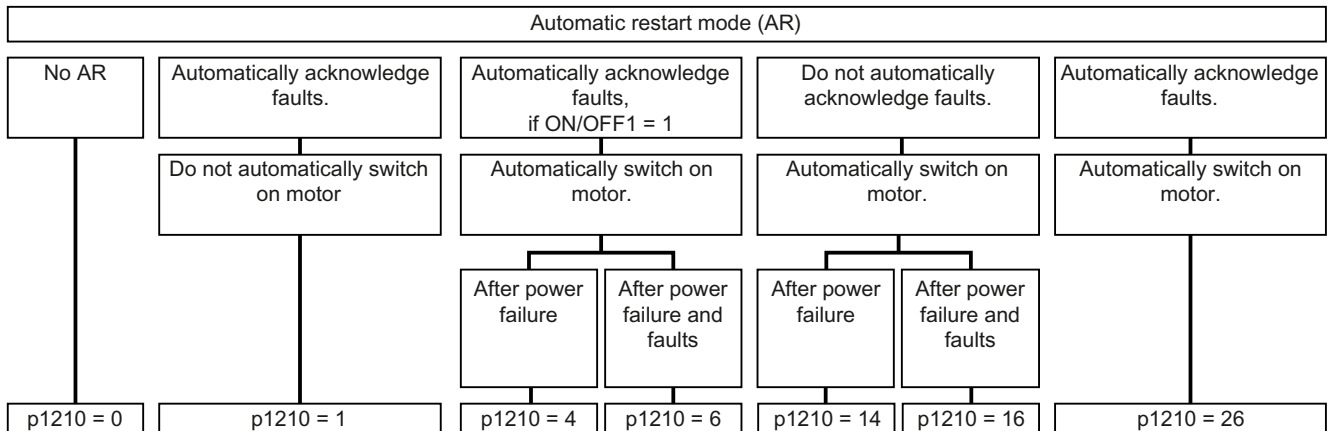 Automatic restart mode (AR)
No AR
Automatically acknowledge
faults.
Automatically acknowledge
faults,
if ON/OFF1 = 1
Do not automatically
acknowledge faults.
Automatically acknowledge
faults.
Do not automatically switch
on motor
Automatically switch on
motor.
Automatically switch on
motor.
Automatically switch on
motor.
After power
failure
After power
failure and
faults
After power
failure
After power
failure and
faults
p1210 = 0
p1210 = 1
p1210 = 4
p1210 = 6
p1210 = 14
p1210 = 16
p1210 = 26